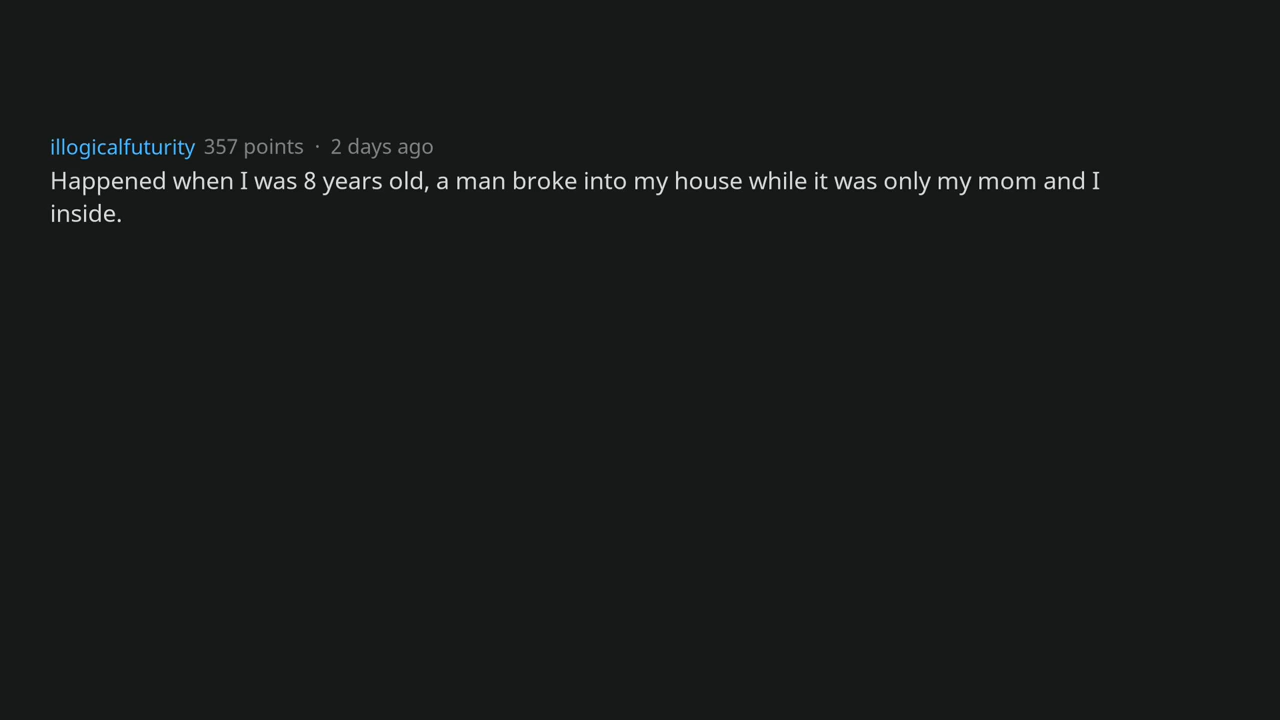 illogicalfuturity 357 points · 2 days ago
Happened when I was 8 years old, a man broke into my house while it was only my mom and I
inside.